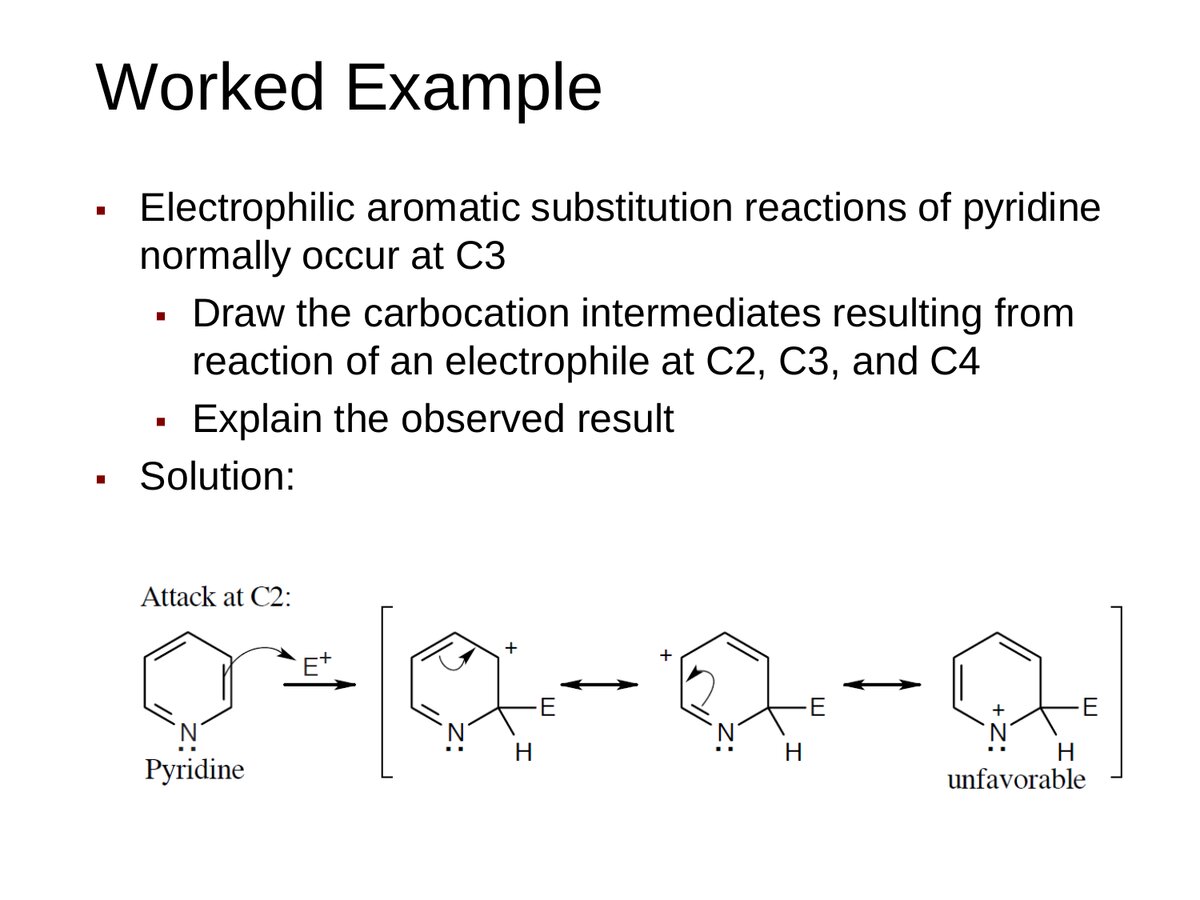 Worked Example
▪ Electrophilic aromatic substitution reactions of pyridine
normally occur at C3
▪ Draw the carbocation intermediates resulting from
reaction of an electrophile at C2, C3, and C4
▪ Explain the observed result
▪ Solution:
Attack at C2:
E+
+
+
E
E
+
E
N
N
N
N
H
H
H
Pyridine
unfavorable